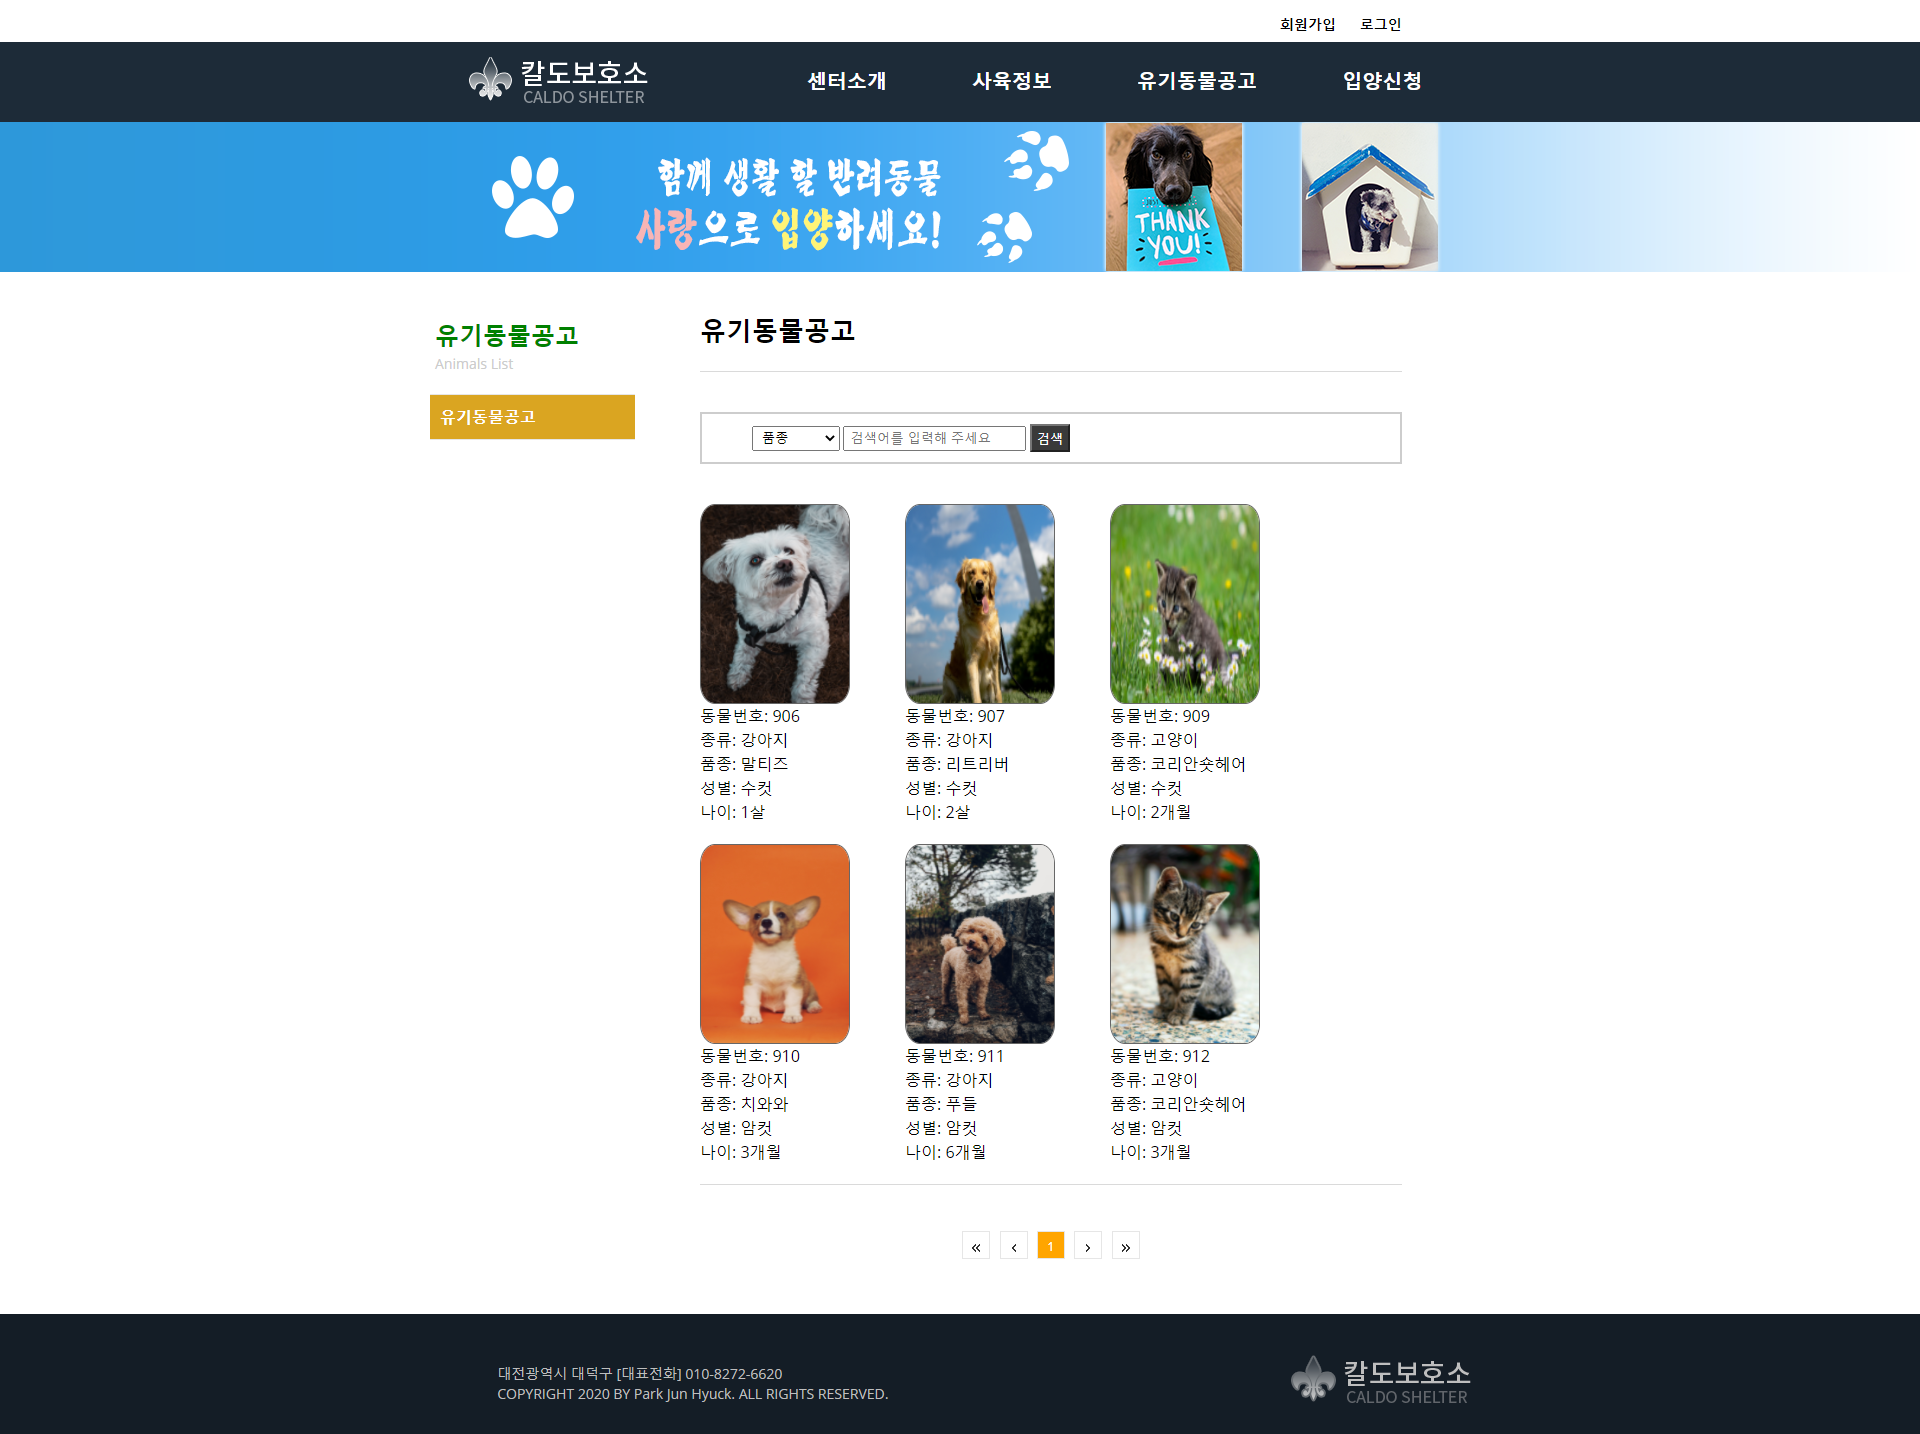 회원가입 로그인
칼도보호소
CALDO SHELTER
센터소개 사육정보 유기동물공고 입양신청
함께 생활 할 반려동물
사랑으로 입양하세요!
THANK
YOU!
유기동물공고
Animals List
유기동물공고
유기동물공고
품종 검색어를 입력해 주세요 검색
동물번호: 906
종류: 강아지
품종: 말티즈
성별: 수컷
나이: 1살
동물번호: 907
종류: 강아지
품종: 리트리버
성별: 수컷
나이: 2살
동물번호: 909
종류: 고양이
품종: 코리안숏헤어
성별: 수컷
나이: 2개월
동물번호: 910
종류: 강아지
품종: 치와와
성별: 암컷
나이: 3개월
동물번호: 911
종류: 강아지
품종: 푸들
성별: 암컷
나이: 6개월
동물번호: 912
종류: 고양이
품종: 코리안숏헤어
성별: 암컷
나이: 3개월
« ‹ 1 › »
대전광역시 대덕구 [대표전화] 010-8272-6620
COPYRIGHT 2020 BY Park Jun Hyuck. ALL RIGHTS RESERVED.
칼도보호소
CALDO SHELTER